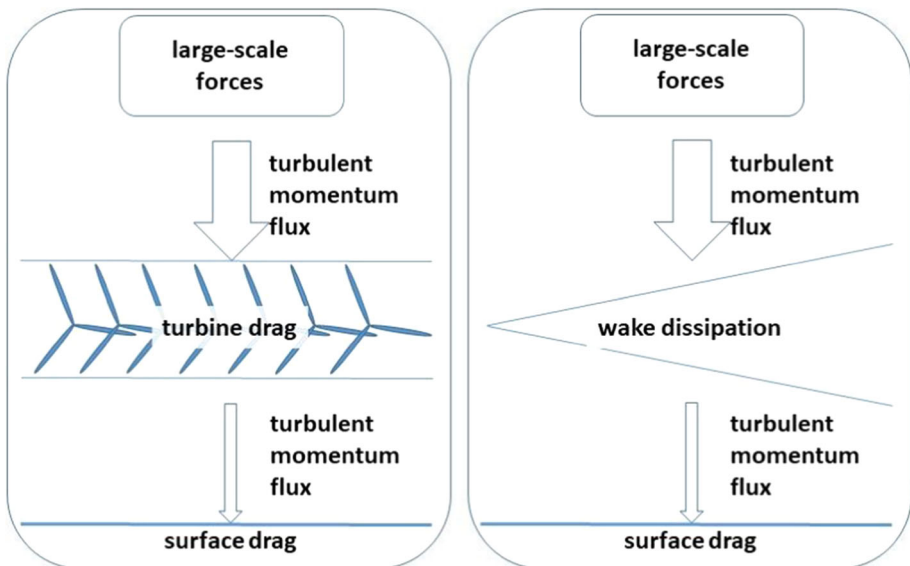 large-scale
forces
turbulent
momentum
flux
turbine drag
turbulent
momentum
flux
surface drag
large-scale
forces
turbulent
momentum
flux
wake dissipation
turbulent
momentum
flux
surface drag